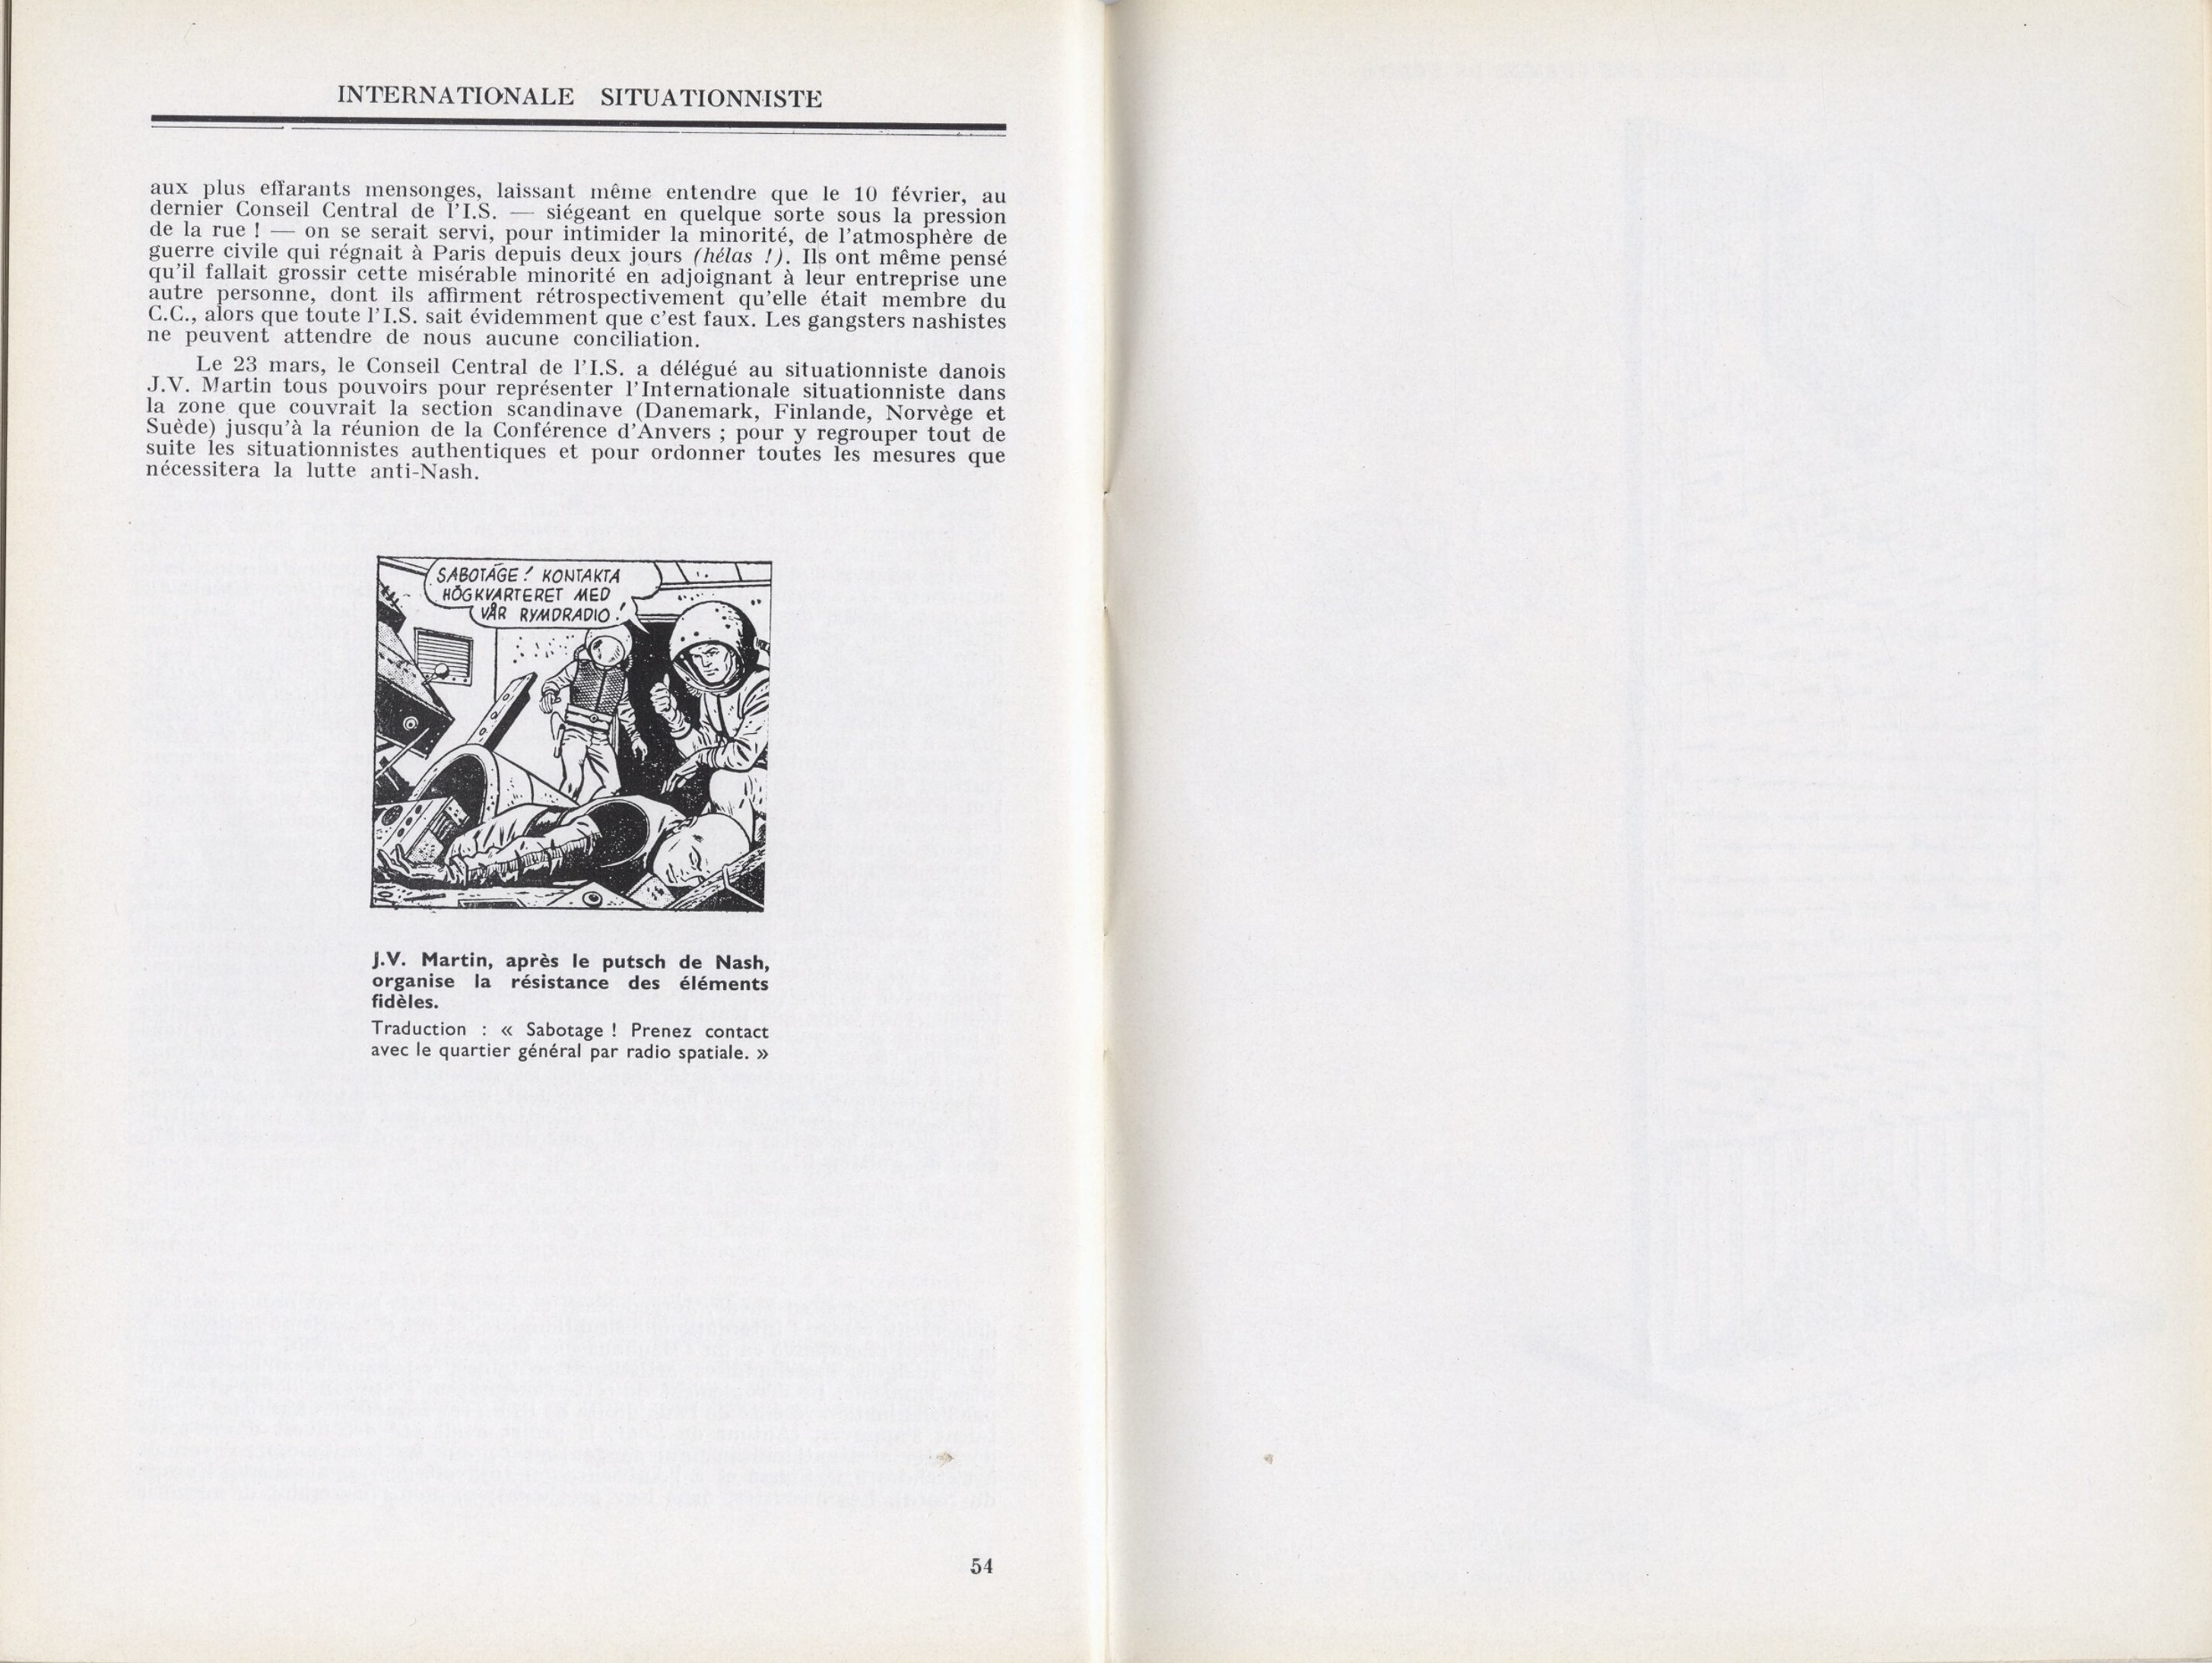 INTERNATIONALE SITUATIONNISTE
aux plus effarants mensonges, laissant même entendre que le 10 février, au
dernier Conseil Central de l'I.S. — siégeant en quelque sorte sous la pression
de la rue ! — on se serait servi, pour intimider la minorité, de l'atmosphère de
guerre civile qui régnait à Paris depuis deux jours (hélas !). Ils ont même pensé
qu'il fallait grossir cette misérable minorité en adjoignant à leur entreprise une
autre personne, dont ils affirment rétrospectivement qu'elle était membre du
C.C., alors que toute l'I.S. sait évidemment que c'est faux. Les gangsters nashistes
ne peuvent attendre de nous aucune conciliation.
Le 23 mars, le Conseil Central de l'I.S. a délégué au situationniste danois
J.V. Martin tous pouvoirs pour représenter l'Internationale situationniste dans
la zone que couvrait la section scandinave (Danemark, Finlande, Norvège et
Suède) jusqu'à la réunion de la Conférence d'Anvers ; pour y regrouper tout de
suite les situationnistes authentiques et pour ordonner toutes les mesures que
nécessitera la lutte anti-Nash.
SABOTAGE ! KONTAKTA
HÖGKVARTERET MED
VÅR RYMDRADIO !
J.V. Martin, après le putsch de Nash,
organise la résistance des éléments
fidèles.
Traduction : « Sabotage ! Prenez contact
avec le quartier général par radio spatiale. »
54